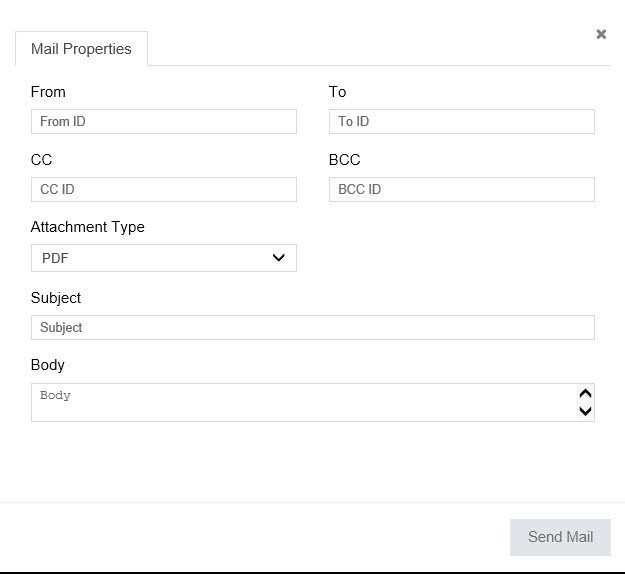 Mail Properties
From To
From ID To ID
CC BCC
CC ID BCC ID
Attachment Type
PDF
Subject
Subject
Body
Body
Send Mail